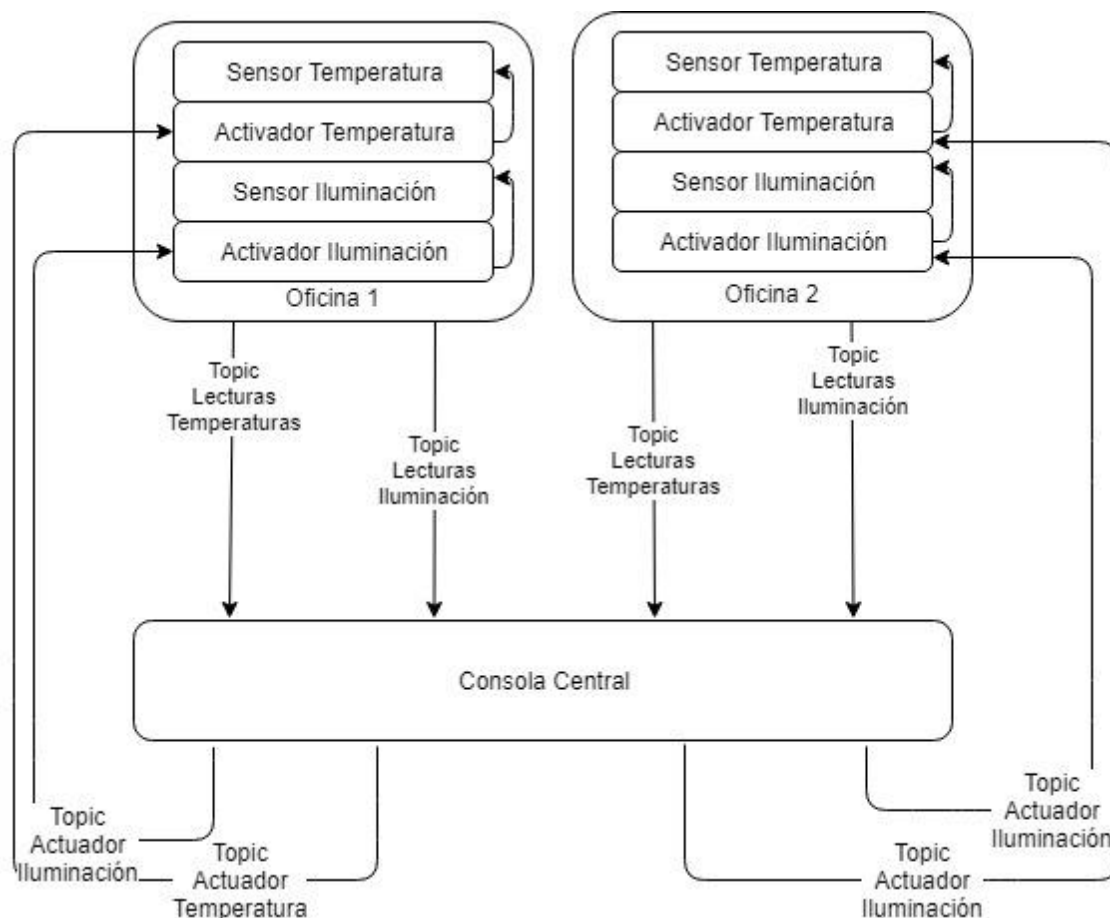 Sensor Temperatura
Activador Temperatura
Sensor Iluminación
Activador Iluminación
Oficina 1
Sensor Temperatura
Activador Temperatura
Sensor Iluminación
Activador Iluminación
Oficina 2
Topic
Lecturas
Temperaturas
Topic
Lecturas
Iluminación
Topic
Lecturas
Temperaturas
Topic
Lecturas
Iluminación
Consola Central
Topic
Actuador
Iluminación
Topic
Actuador
Temperatura
Topic
Actuador
Iluminación
Topic
Actuador
Iluminación